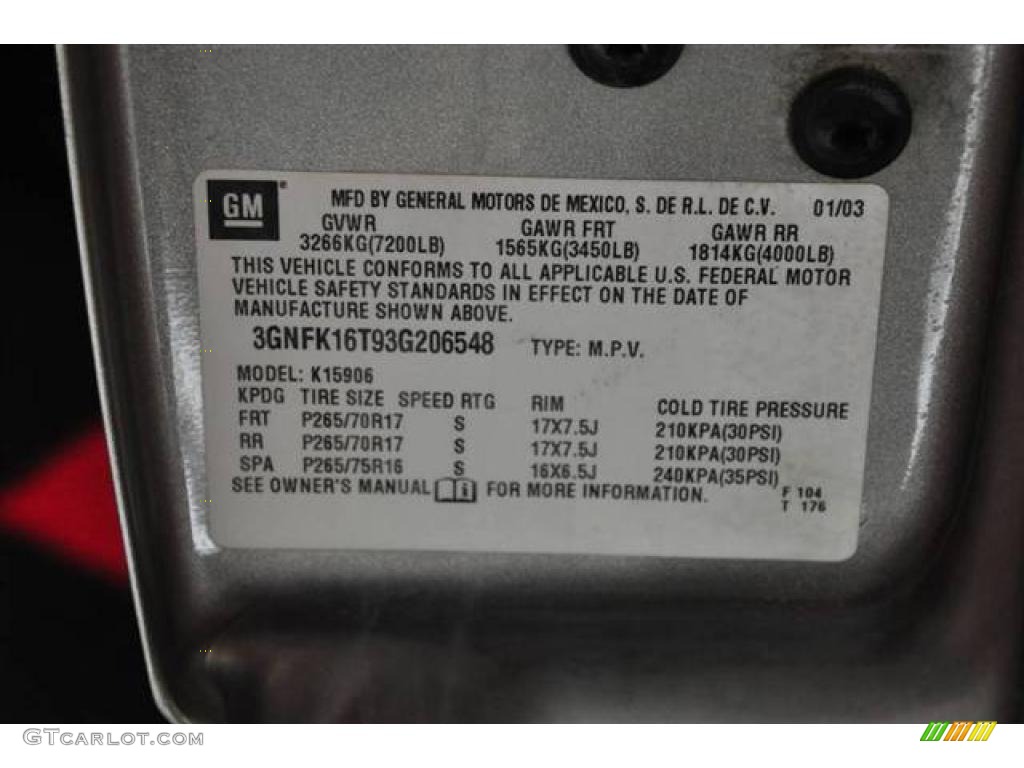 GM MFD BY GENERAL MOTORS DE MEXICO, S. DE R.L. DE C.V. 01/03
GVWR GAWR FRT GAWR RR
3266KG(7200LB) 1565KG(3450LB) 1814KG(4000LB)
THIS VEHICLE CONFORMS TO ALL APPLICABLE U.S. FEDERAL MOTOR
VEHICLE SAFETY STANDARDS IN EFFECT ON THE DATE OF
MANUFACTURE SHOWN ABOVE.
3GNFK16T93G206548 TYPE: M.P.V.
MODEL: K15906
KPDG TIRE SIZE SPEED RTG RIM COLD TIRE PRESSURE
FRT P265/70R17 S 17X7.5J 210KPA(30PSI)
RR P265/70R17 S 17X7.5J 210KPA(30PSI)
SPA P265/75R16 S 16X6.5J 240KPA(35PSI)
SEE OWNER'S MANUAL FOR MORE INFORMATION. F 104
T 176
GTCarLot.com